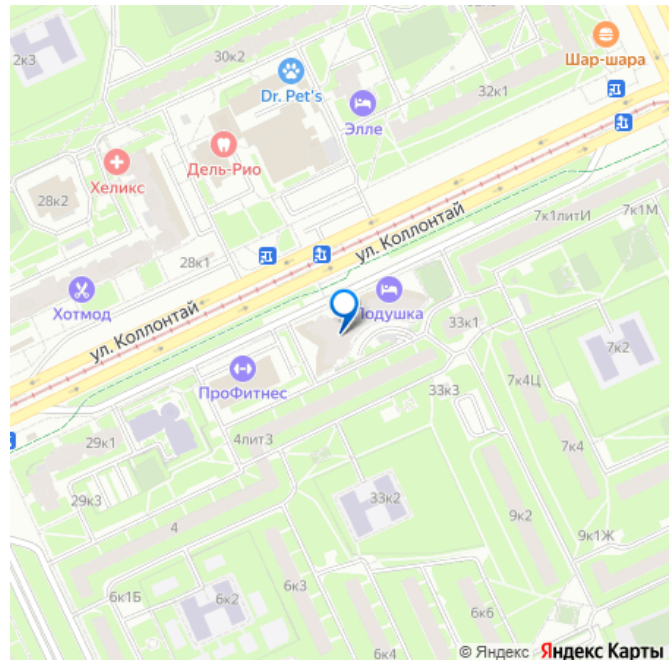 2к3
30к2
Шар-шара
Dr. Pet's
32к1
Элле
Дель-Рио
Хеликс
28к2
7к1литИ
7к1М
28к1
ул. Коллонтай
Хотмод
ул. Коллонтай
Подушка
33к1
7к2
ПроФитнес
33к3
7к4Ц
29к1
4лит3
7к4
29к3
33к2
4
9к2
9к1Ж
6к3
6к1Б
6к2
6к6
6к4
© Яндекс Яндекс Карты